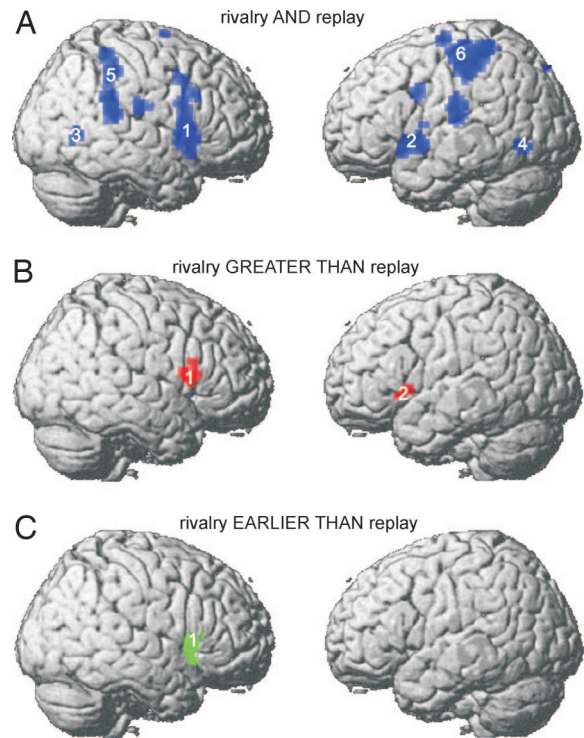 A
rivalry AND replay
5
3
1
6
2
4
B
rivalry GREATER THAN replay
1
2
C
rivalry EARLIER THAN replay
1